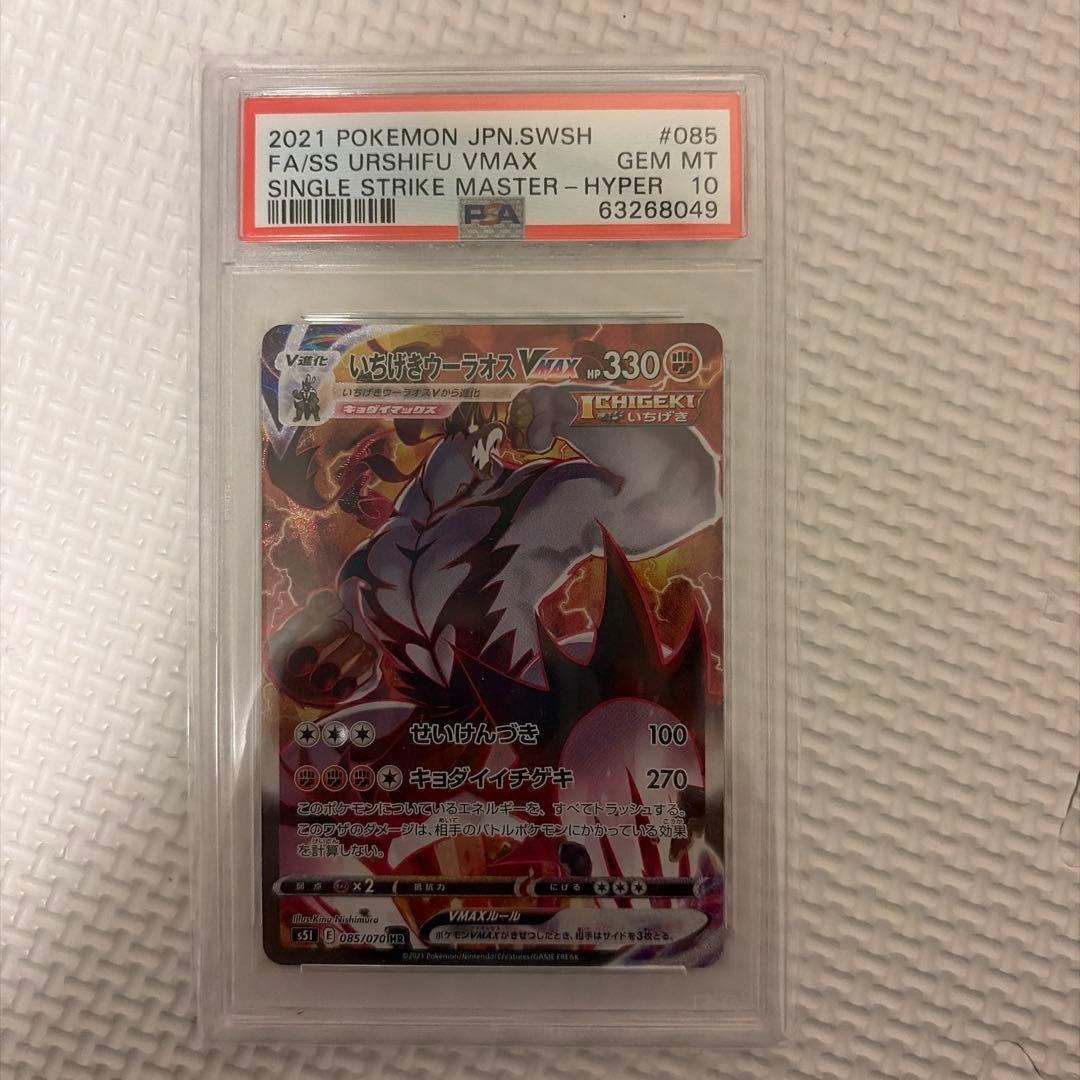 2021 POKEMON JPN.SWSH #085
FA/SS URSHIFU VMAX GEM MT
SINGLE STRIKE MASTER-HYPER 10
PSA 63268049
V進化 いちげきウーラオス VMAX HP 330
いちげきウーラオスVから進化
キョダイマックス
ICHIGEKI
いちげき
せいけんづき 100
キョダイイチゲキ 270
このポケモンについているエネルギーを、すべてトラッシュする。
このワザのダメージは、相手のバトルポケモンにかかっている効果
を計算しない。
弱点 ×2 抵抗力 にげる
Illus. Kino Nishimura
VMAXルール
s5I E 085/070 HR ポケモンVMAXがきぜつしたとき、相手はサイドを3枚とる。
©2021 Pokémon/Nintendo/Creatures/GAME FREAK